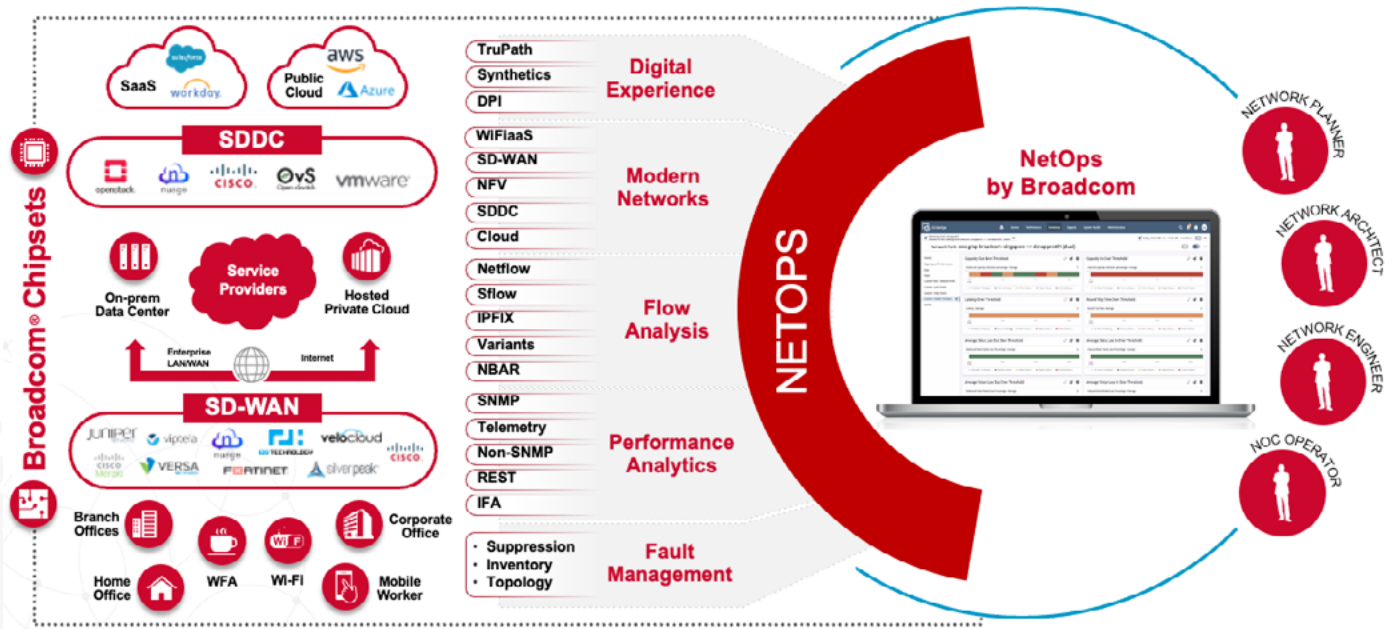 salesforce
SaaS
workday.
Public
Cloud
aws
Azure
SDDC
openstack.
nuage
CISCO.
OvS
Open vSwitch
vmware
Broadcom® Chipsets
On-prem
Data Center
Service
Providers
Hosted
Private Cloud
Enterprise
LAN/WAN
Internet
SD-WAN
JUNIPER
viptela
nuage
TECHNOLOGY
velocloud
CISCO.
CISCO
Meraki
VERSA
FORTINET
silverpeak
Branch
Offices
Corporate
Office
WFA
Wi Fi
WI-FI
Home
Office
Mobile
Worker
TruPath
Synthetics
DPI
Digital
Experience
WiFIaaS
SD-WAN
NFV
SDDC
Cloud
Modern
Networks
Netflow
Sflow
IPFIX
Variants
NBAR
Flow
Analysis
SNMP
Telemetry
Non-SNMP
REST
IFA
Performance
Analytics
• Suppression
• Inventory
• Topology
Fault
Management
NETOPS
NetOps
by Broadcom
NETWORK PLANNER
NETWORK ARCHITECT
NETWORK ENGINEER
NOC OPERATOR